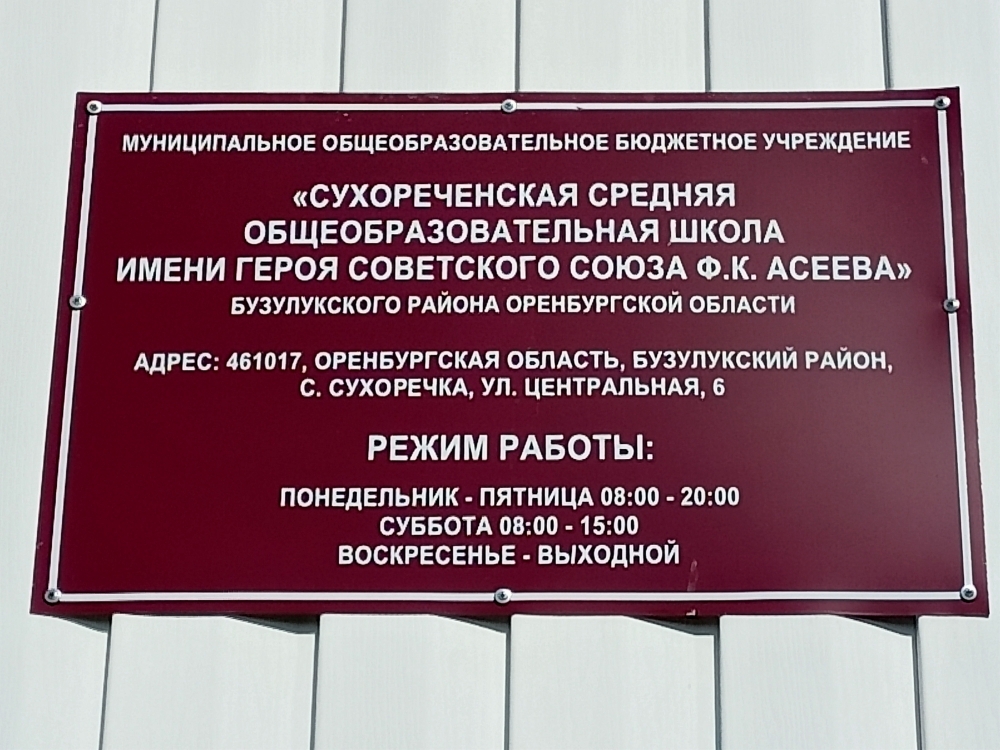 МУНИЦИПАЛЬНОЕ ОБЩЕОБРАЗОВАТЕЛЬНОЕ БЮДЖЕТНОЕ УЧРЕЖДЕНИЕ
«СУХОРЕЧЕНСКАЯ СРЕДНЯЯ
ОБЩЕОБРАЗОВАТЕЛЬНАЯ ШКОЛА
ИМЕНИ ГЕРОЯ СОВЕТСКОГО СОЮЗА Ф.К. АСЕЕВА»
БУЗУЛУКСКОГО РАЙОНА ОРЕНБУРГСКОЙ ОБЛАСТИ
АДРЕС: 461017, ОРЕНБУРГСКАЯ ОБЛАСТЬ, БУЗУЛУКСКИЙ РАЙОН,
С. СУХОРЕЧКА, УЛ. ЦЕНТРАЛЬНАЯ, 6
РЕЖИМ РАБОТЫ:
ПОНЕДЕЛЬНИК - ПЯТНИЦА 08:00 - 20:00
СУББОТА 08:00 - 15:00
ВОСКРЕСЕНЬЕ - ВЫХОДНОЙ